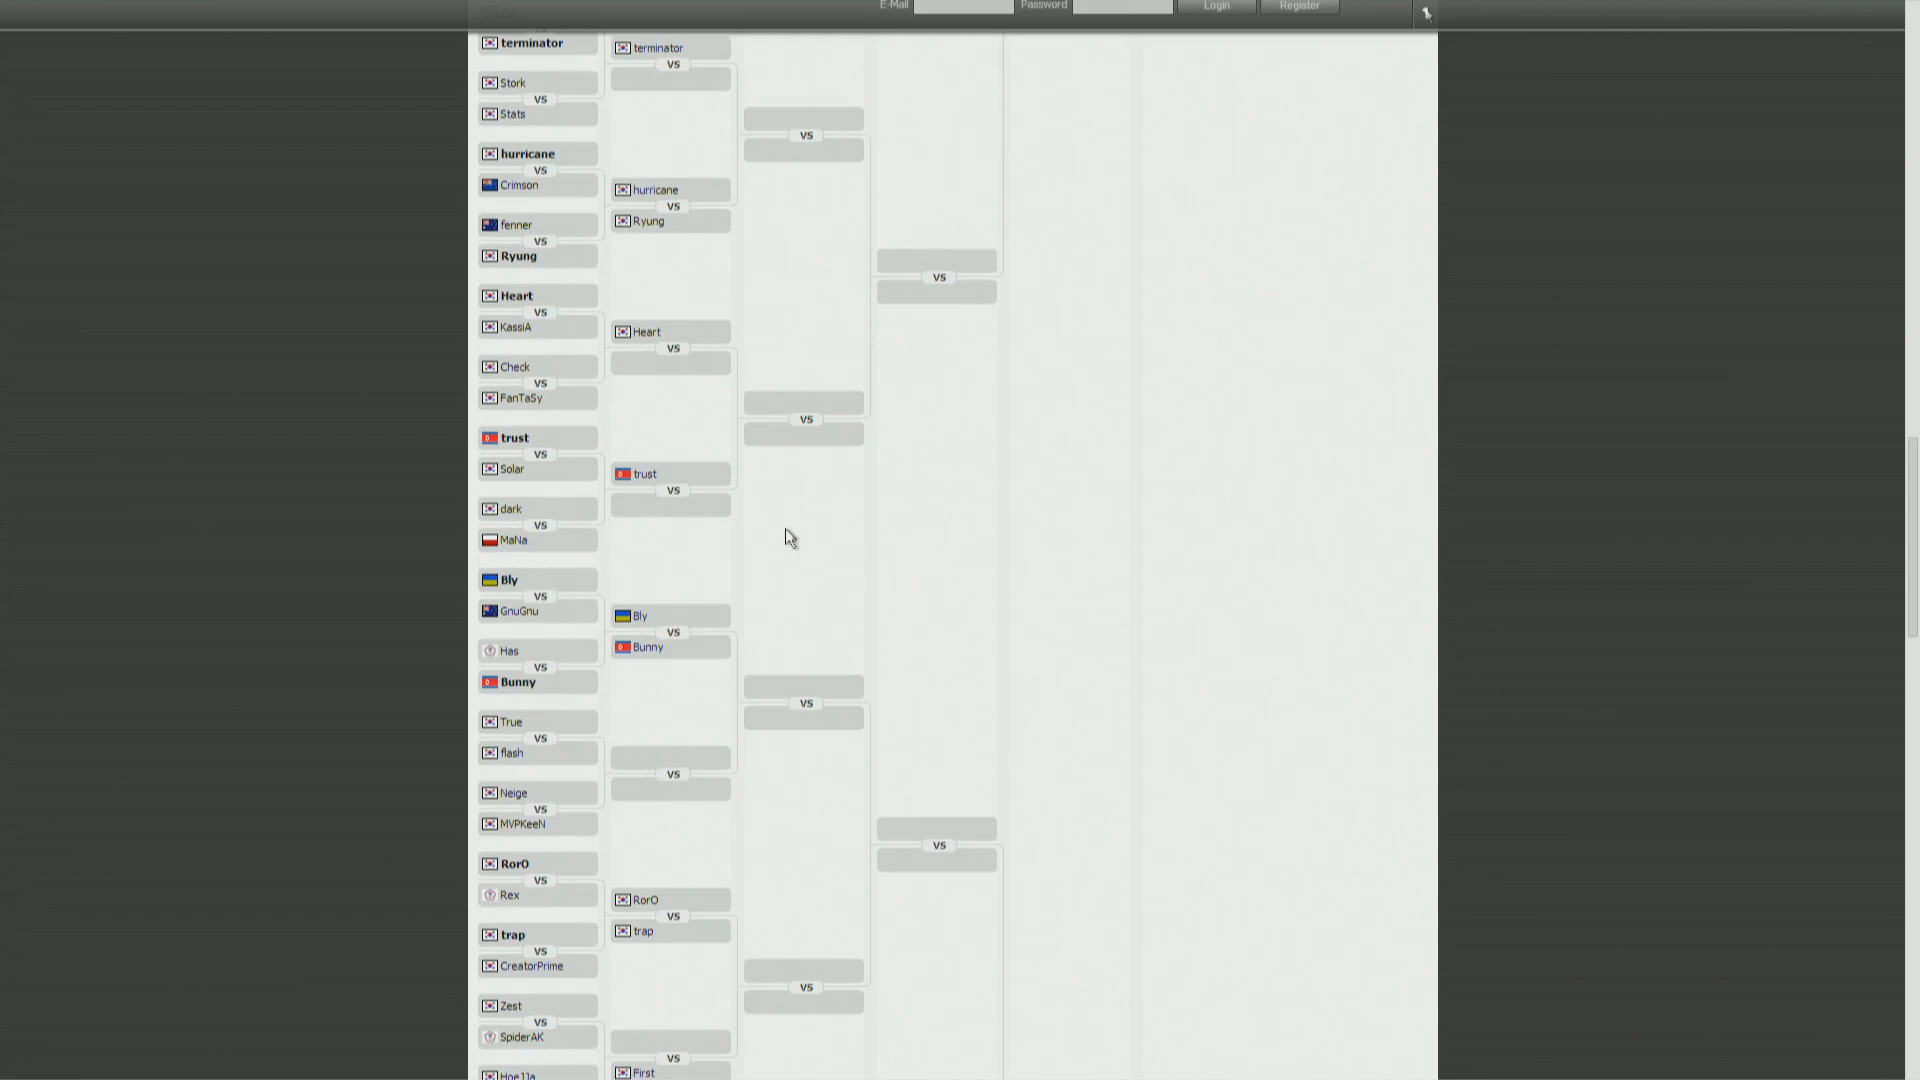 E-Mail Password Login Register
terminator
Stork
VS
Stats
hurricane
VS
Crimson
fenner
VS
Ryung
Heart
VS
KassiA
Check
VS
FanTaSy
trust
VS
Solar
dark
VS
MaNa
Bly
VS
GnuGnu
Has
VS
Bunny
True
VS
flash
Neige
VS
MVPKeeN
RorO
VS
Rex
trap
VS
CreatorPrime
Zest
VS
SpiderAK
terminator
VS
hurricane
VS
Ryung
Heart
VS
trust
VS
Bly
VS
Bunny
VS
RorO
VS
trap
VS
First
VS
VS
VS
VS
VS
VS